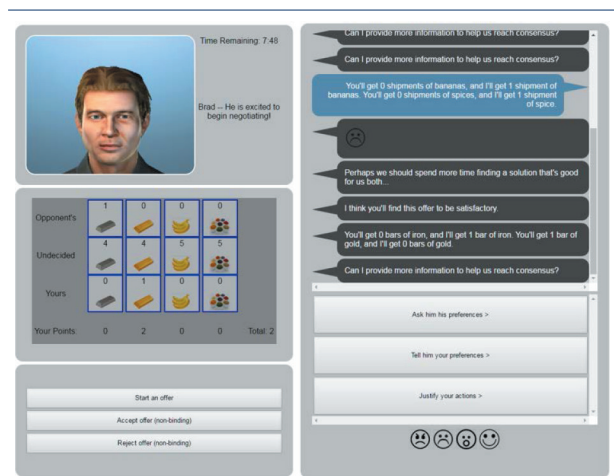 Time Remaining: 7:48
Brad -- He is excited to
begin negotiating!
Opponent's
1 0 0 0
Undecided
4 4 5 5
Yours
0 1 0 0
Your Points: 0 2 0 0 Total: 2
Start an offer
Accept offer (non-binding)
Reject offer (non-binding)
Can I provide more information to help us reach consensus?
Can I provide more information to help us reach consensus?
You'll get 0 shipments of bananas, and I'll get 1 shipment of
bananas. You'll get 0 shipments of spices, and I'll get 1 shipment
of spice.
Perhaps we should spend more time finding a solution that's good
for us both...
I think you'll find this offer to be satisfactory.
You'll get 0 bars of iron, and I'll get 1 bar of iron. You'll get 1 bar of
gold, and I'll get 0 bars of gold.
Can I provide more information to help us reach consensus?
Ask him his preferences >
Tell him your preferences >
Justify your actions >